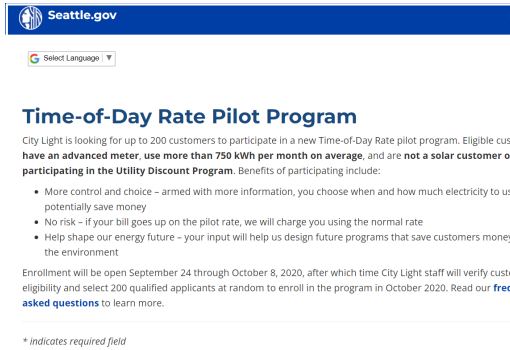 Seattle.gov
Select Language
Time-of-Day Rate Pilot Program
City Light is looking for up to 200 customers to participate in a new Time-of-Day Rate pilot program. Eligible
have an advanced meter, use more than 750 kWh per month on average, and are not a solar customer
participating in the Utility Discount Program. Benefits of participating include:
• More control and choice – armed with more information, you choose when and how much electricity to
potentially save money
• No risk – if your bill goes up on the pilot rate, we will charge you using the normal rate
• Help shape our energy future – your input will help us design future programs that save customers money
the environment
Enrollment will be open September 24 through October 8, 2020, after which time City Light staff will verify
eligibility and select 200 qualified applicants at random to enroll in the program in October 2020. Read our
asked questions to learn more.
* indicates required field